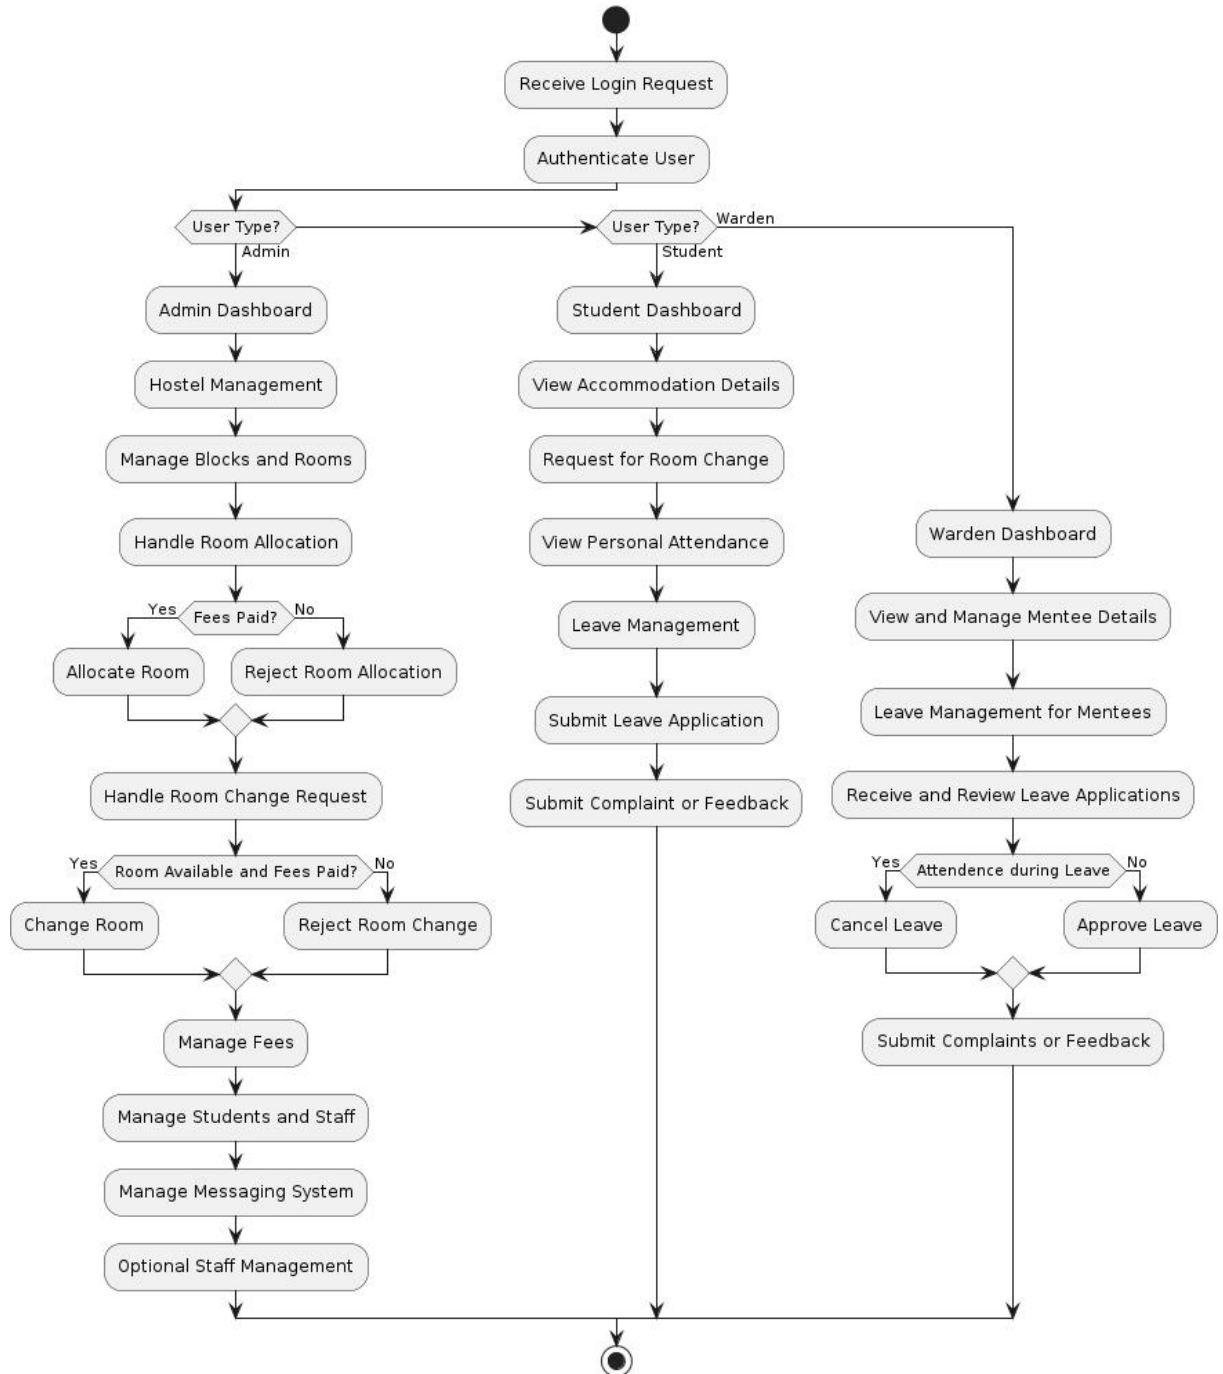 Receive Login Request
Authenticate User
User Type?
Admin
User Type?
Student
Warden
Admin Dashboard
Hostel Management
Manage Blocks and Rooms
Handle Room Allocation
Fees Paid?
Yes
No
Allocate Room
Reject Room Allocation
Handle Room Change Request
Room Available and Fees Paid?
Yes
No
Change Room
Reject Room Change
Manage Fees
Manage Students and Staff
Manage Messaging System
Optional Staff Management
Student Dashboard
View Accommodation Details
Request for Room Change
View Personal Attendance
Leave Management
Submit Leave Application
Submit Complaint or Feedback
Warden Dashboard
View and Manage Mentee Details
Leave Management for Mentees
Receive and Review Leave Applications
Attendence during Leave
Yes
No
Cancel Leave
Approve Leave
Submit Complaints or Feedback